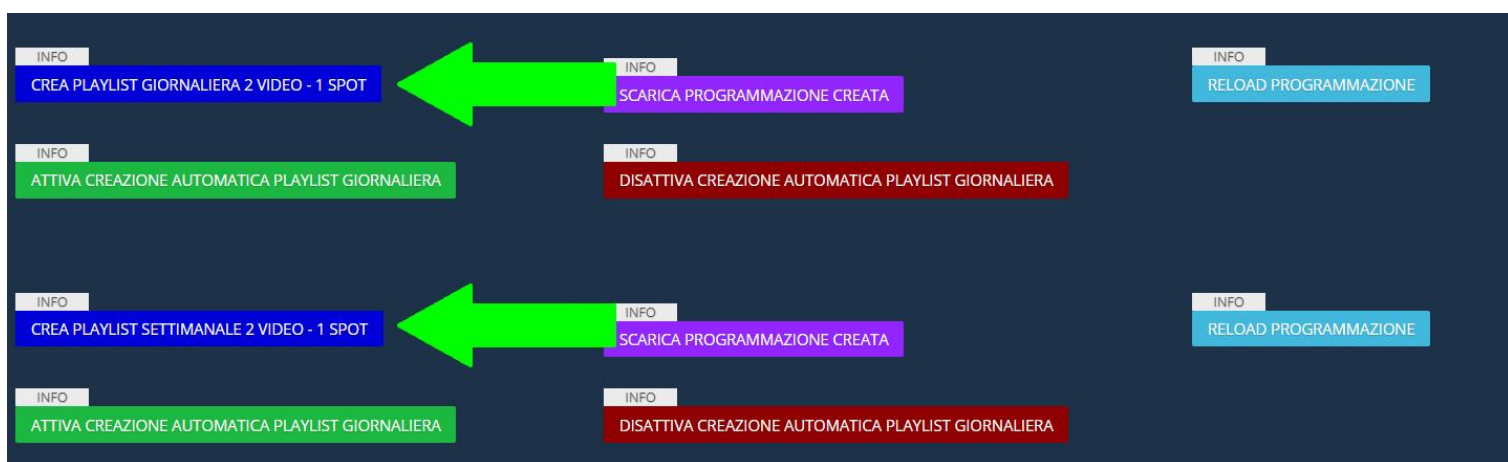 INFO
CREA PLAYLIST GIORNALIERA 2 VIDEO - 1 SPOT
INFO
SCARICA PROGRAMMAZIONE CREATA
INFO
RELOAD PROGRAMMAZIONE
INFO
ATTIVA CREAZIONE AUTOMATICA PLAYLIST GIORNALIERA
INFO
DISATTIVA CREAZIONE AUTOMATICA PLAYLIST GIORNALIERA
INFO
CREA PLAYLIST SETTIMANALE 2 VIDEO - 1 SPOT
INFO
SCARICA PROGRAMMAZIONE CREATA
INFO
RELOAD PROGRAMMAZIONE
INFO
ATTIVA CREAZIONE AUTOMATICA PLAYLIST GIORNALIERA
INFO
DISATTIVA CREAZIONE AUTOMATICA PLAYLIST GIORNALIERA